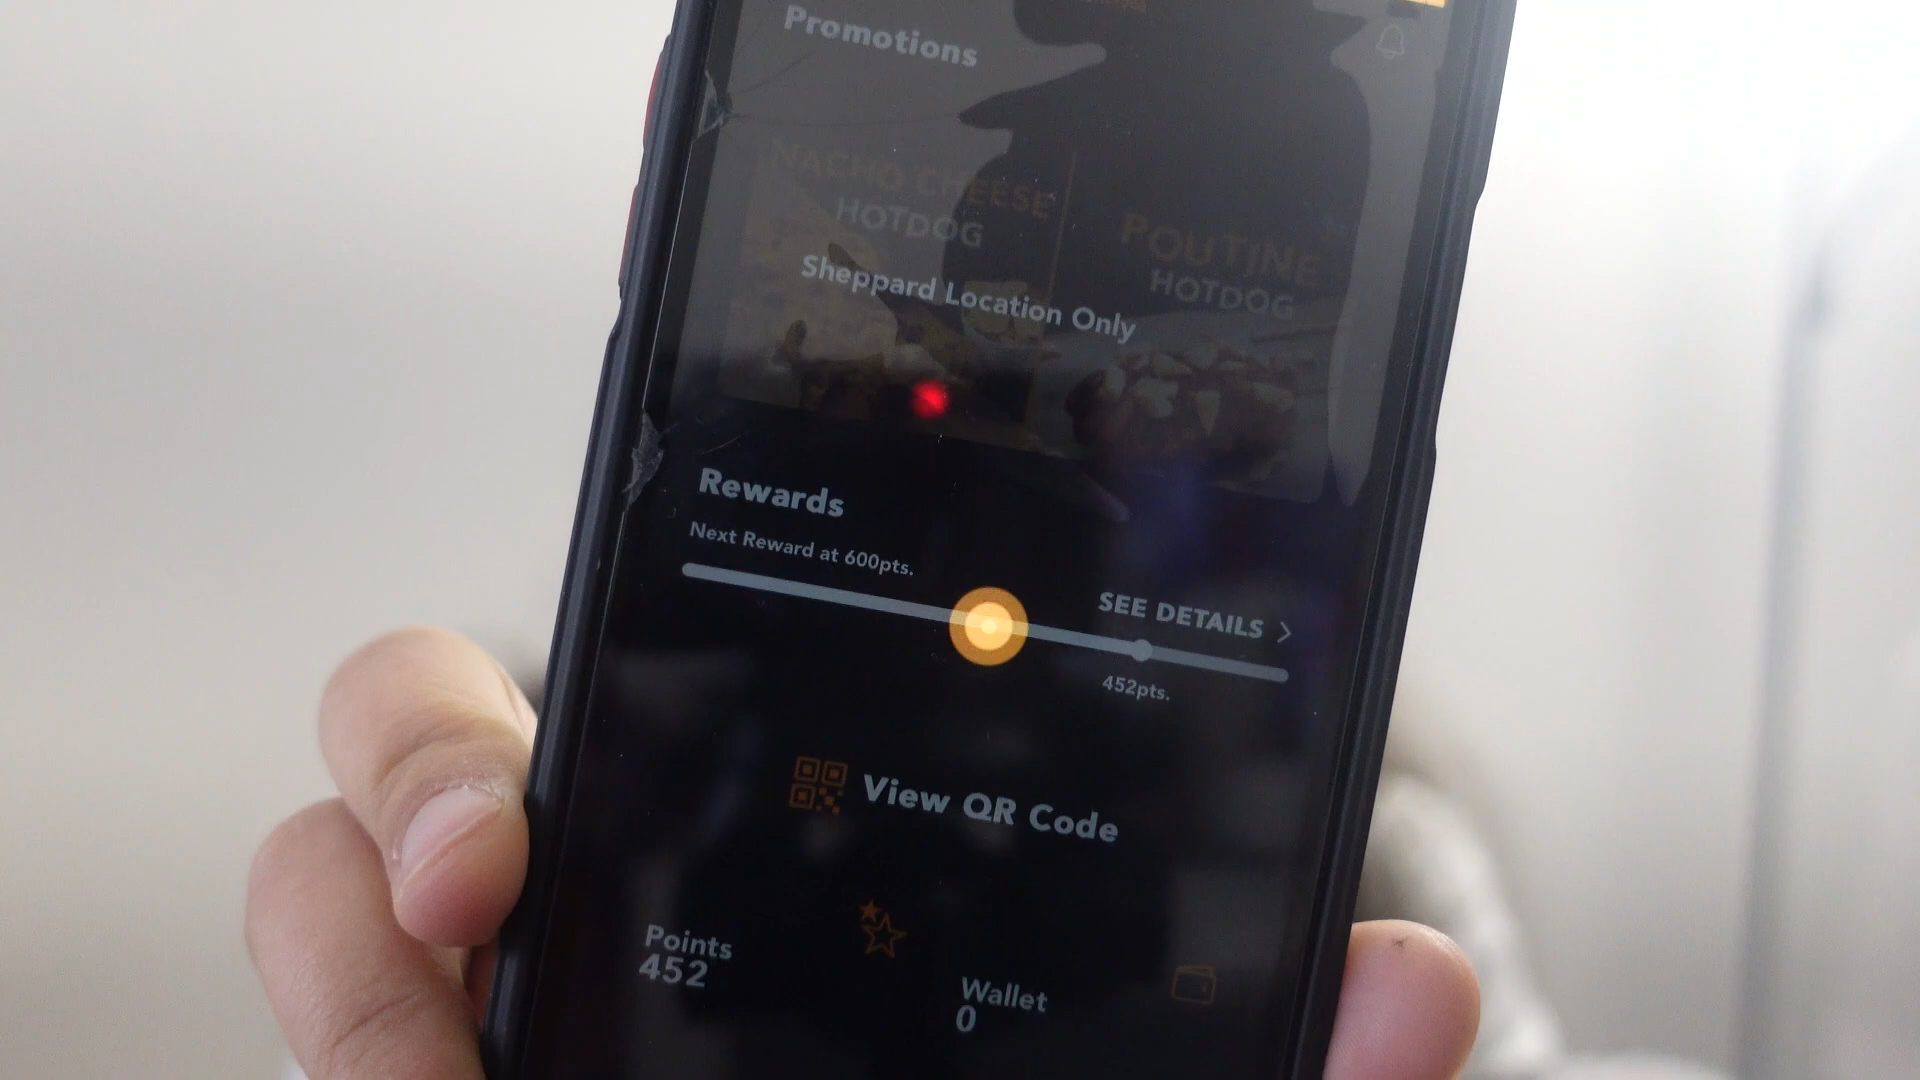 Promotions
NACHO CHEESE
HOTDOG
POUTINE
HOTDOG
Sheppard Location Only
Rewards
Next Reward at 600pts.
SEE DETAILS >
452pts.
View QR Code
Points
452
Wallet
0